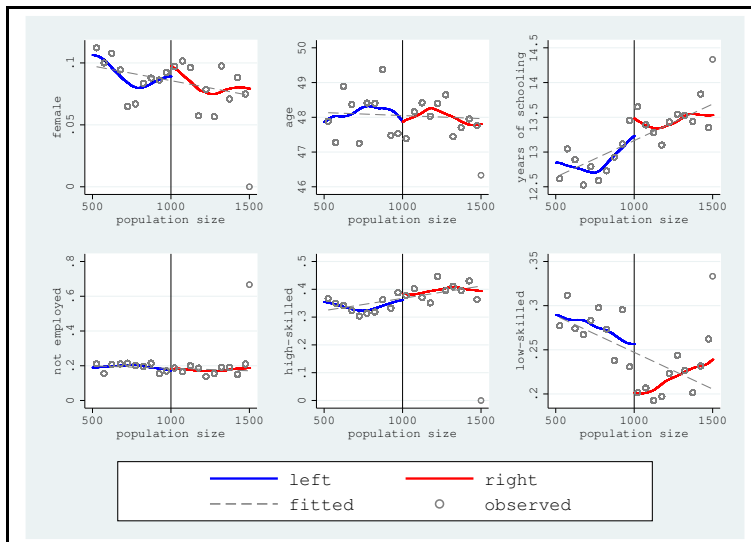 female
0 .05 .1
500 1000 1500
population size
age
46 47 48 49 50
500 1000 1500
population size
years of schooling
12.5 13 13.5 14 14.5
500 1000 1500
population size
not employed
0 .2 .4 .6 .8
500 1000 1500
population size
high-skilled
0 .1 .2 .3 .4 .5
500 1000 1500
population size
low-skilled
.2 .25 .3 .35
500 1000 1500
population size
left right
fitted observed